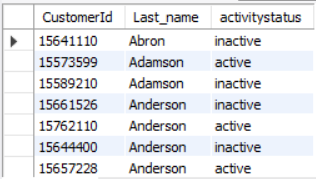 CustomerId Last_name activitystatus
15641110 Abron inactive
15573599 Adamson active
15589210 Adamson inactive
15661526 Anderson inactive
15762110 Anderson active
15644400 Anderson inactive
15657228 Anderson active